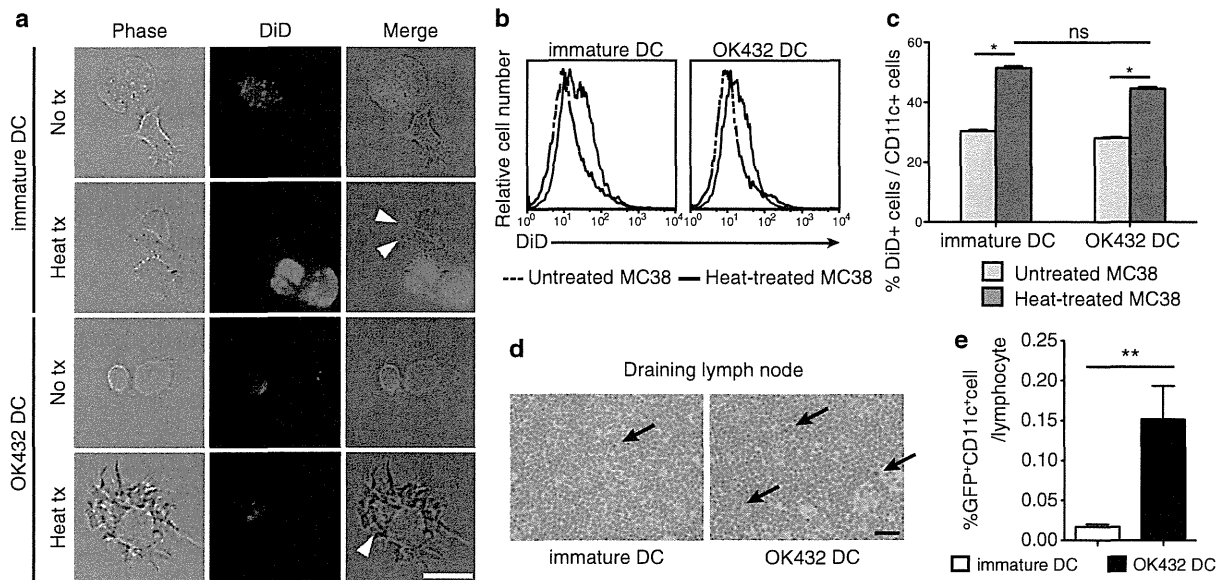 a
Phase
DiD
Merge
immature DC
No tx
Heat tx
OK432 DC
No tx
Heat tx
b
immature DC
OK432 DC
Relative cell number
10⁰ 10¹ 10² 10³ 10⁴
10⁰ 10¹ 10² 10³ 10⁴
DiD
Untreated MC38
Heat-treated MC38
c
% DiD+ cells / CD11c+ cells
60
40
20
0
*
ns
*
immature DC
OK432 DC
Untreated MC38
Heat-treated MC38
d
Draining lymph node
immature DC
OK432 DC
e
%GFP⁺CD11c⁺cell
/lymphocyte
0.25
0.20
0.15
0.10
0.05
0.00
**
immature DC
OK432 DC